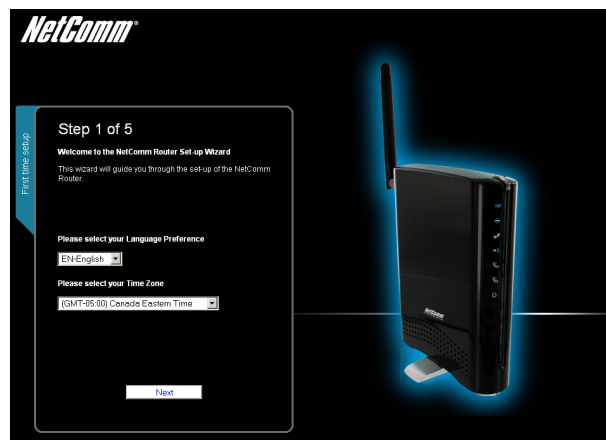 NetComm®
First time setup
Step 1 of 5
Welcome to the NetComm Router Set-up Wizard
This wizard will guide you through the set-up of the NetComm
Router.
Please select your Language Preference
EN-English
Please select your Time Zone
(GMT-05:00) Canada Eastern Time
Next
NetComm